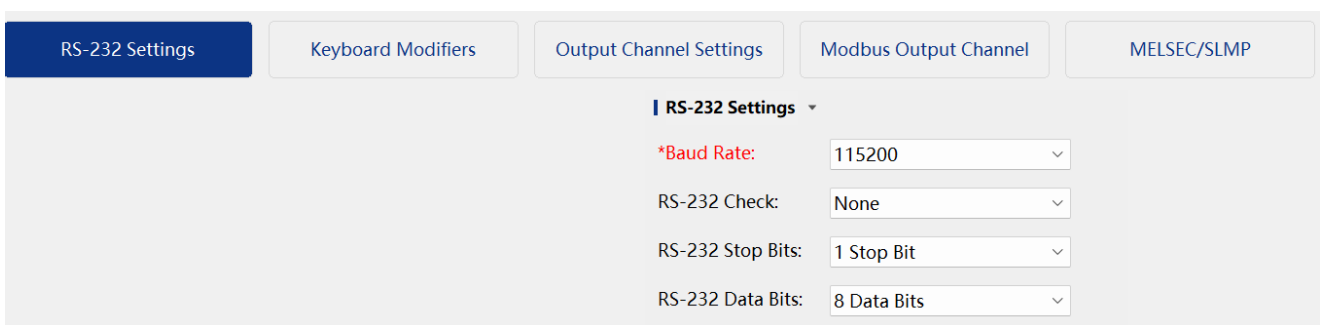 RS-232 Settings Keyboard Modifiers Output Channel Settings Modbus Output Channel MELSEC/SLMP
RS-232 Settings
*Baud Rate: 115200
RS-232 Check: None
RS-232 Stop Bits: 1 Stop Bit
RS-232 Data Bits: 8 Data Bits